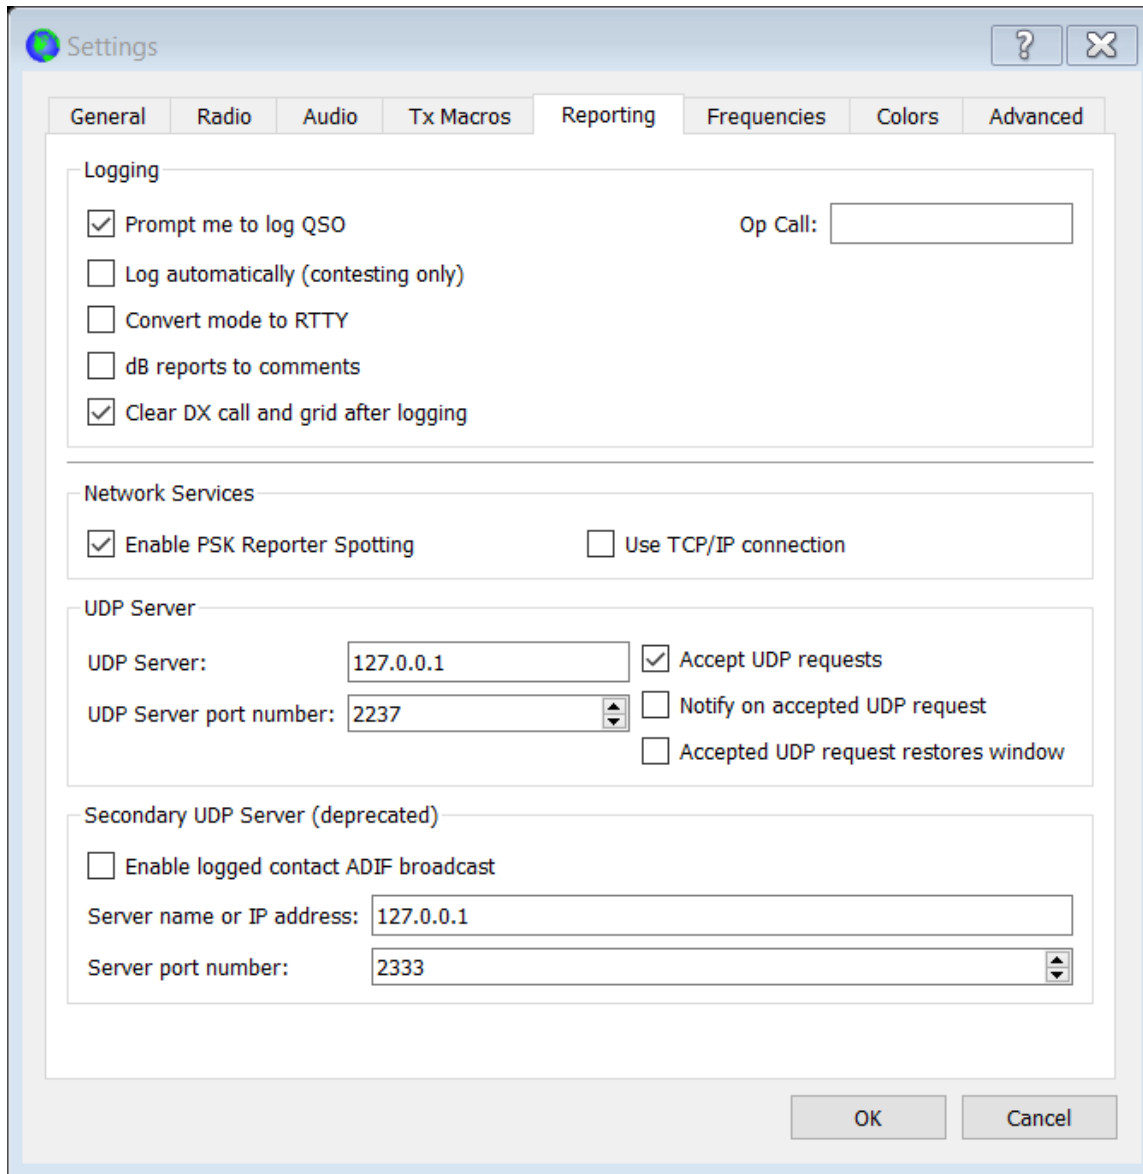 Settings
General Radio Audio Tx Macros Reporting Frequencies Colors Advanced
Logging
Prompt me to log QSO Op Call:
Log automatically (contesting only)
Convert mode to RTTY
dB reports to comments
Clear DX call and grid after logging
Network Services
Enable PSK Reporter Spotting Use TCP/IP connection
UDP Server
UDP Server: 127.0.0.1 Accept UDP requests
UDP Server port number: 2237 Notify on accepted UDP request
Accepted UDP request restores window
Secondary UDP Server (deprecated)
Enable logged contact ADIF broadcast
Server name or IP address: 127.0.0.1
Server port number: 2333
OK Cancel